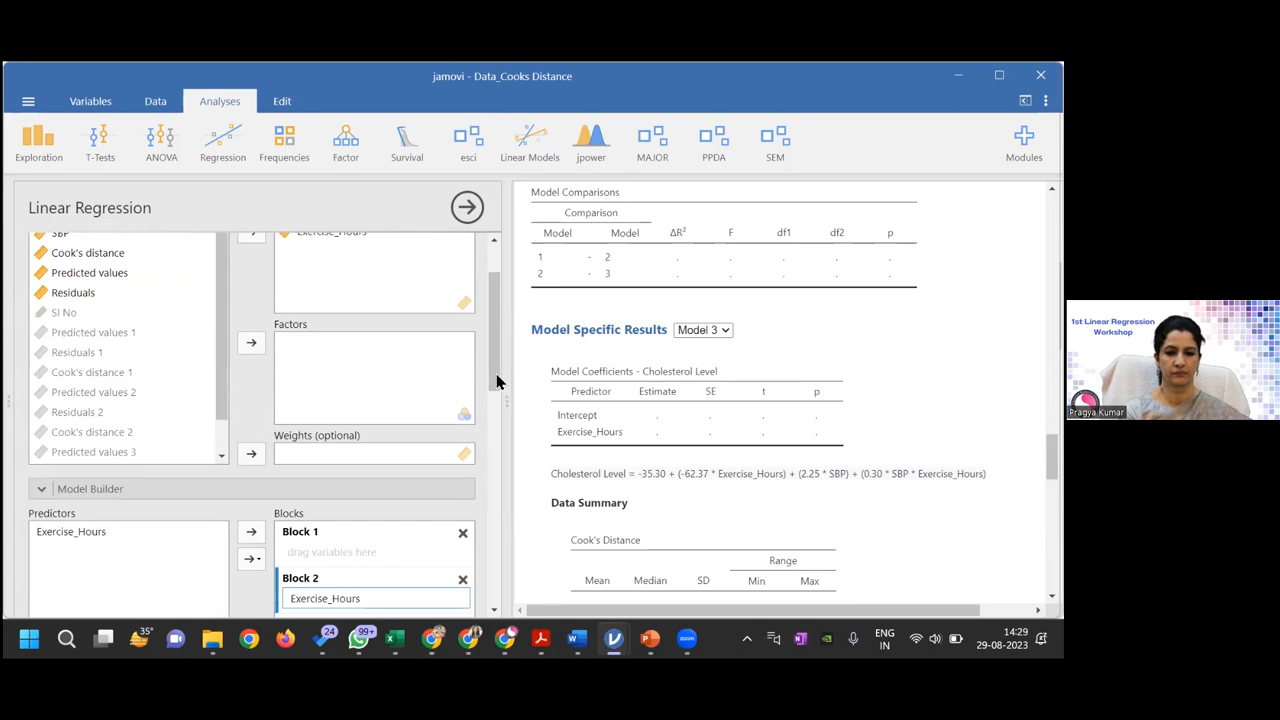 jamovi - Data_Cooks Distance
Variables Data Analyses Edit
Exploration T-Tests ANOVA Regression Frequencies Factor Survival esci Linear Models jpower MAJOR PPDA SEM Modules
Linear Regression
SBP
Cook's distance
Predicted values
Residuals
Sl No
Predicted values 1
Residuals 1
Cook's distance 1
Predicted values 2
Residuals 2
Cook's distance 2
Predicted values 3
Exercise_Hours
Factors
Weights (optional)
Model Builder
Predictors
Exercise_Hours
Blocks
Block 1
drag variables here
Block 2
Exercise_Hours
Model Comparisons
Comparison
Model Model ΔR² F df1 df2 p
1 - 2 . . . . .
2 - 3 . . . . .
Model Specific Results Model 3
Model Coefficients - Cholesterol Level
Predictor Estimate SE t p
Intercept . . . .
Exercise_Hours . . . .
Cholesterol Level = -35.30 + (-62.37 * Exercise_Hours) + (2.25 * SBP) + (0.30 * SBP * Exercise_Hours)
Data Summary
Cook's Distance
Range
Mean Median SD Min Max
1st Linear Regression
Workshop
Pragya Kumar
35°
24
99+
ENG
IN
14:29
29-08-2023